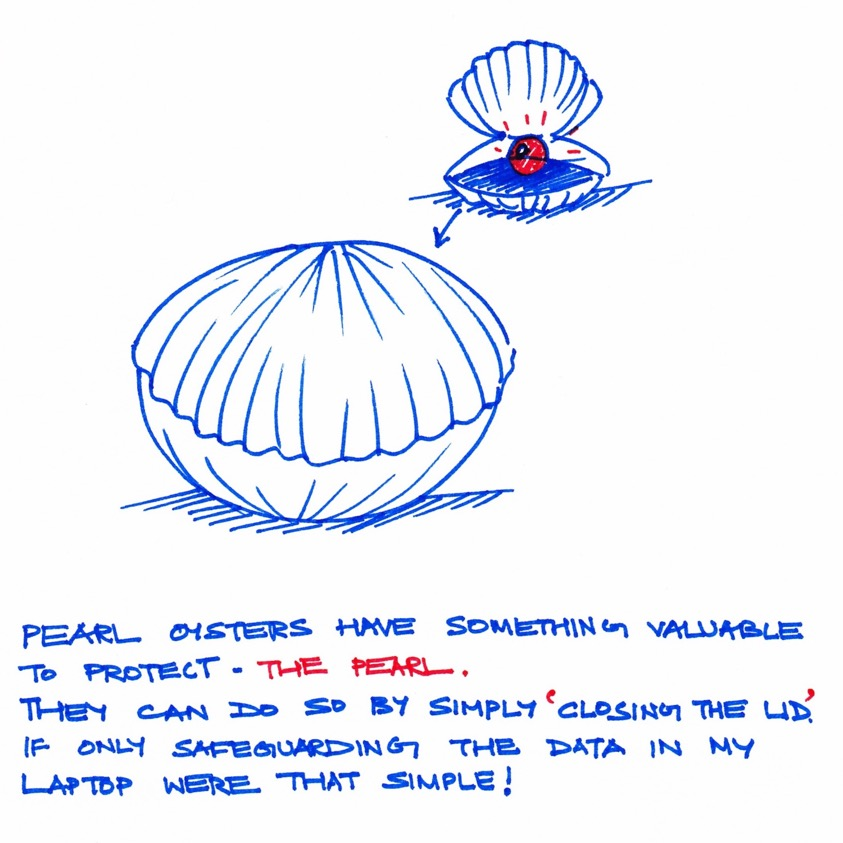 PEARL OYSTERS HAVE SOMETHING VALUABLE
TO PROTECT - THE PEARL.
THEY CAN DO SO BY SIMPLY 'CLOSING THE LID'.
IF ONLY SAFEGUARDING THE DATA IN MY
LAPTOP WERE THAT SIMPLE!